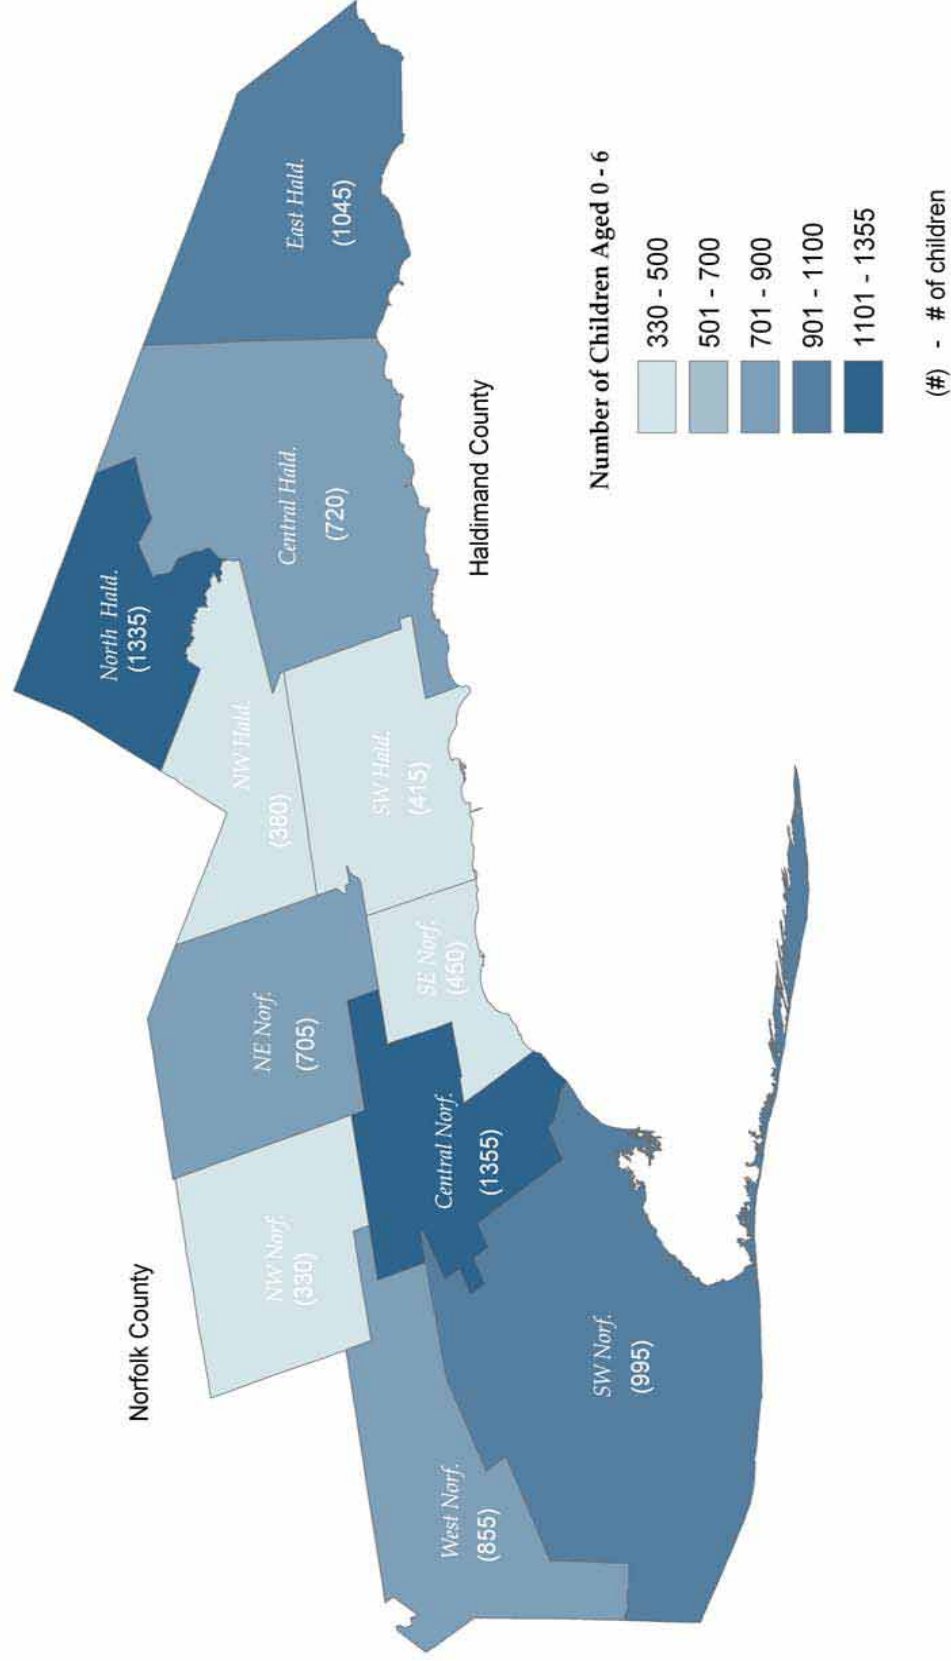 Norfolk County
NW Norf.
(330)
NE Norf.
(705)
West Norf.
(855)
Central Norf.
(1355)
SW Norf.
(995)
SE Norf.
(460)
NW Hald.
(380)
SW Hald.
(415)
North Hald.
(1335)
Central Hald.
(720)
East Hald.
(1045)
Haldimand County
Number of Children Aged 0 - 6
330 - 500
501 - 700
701 - 900
901 - 1100
1101 - 1355
(#) - # of children